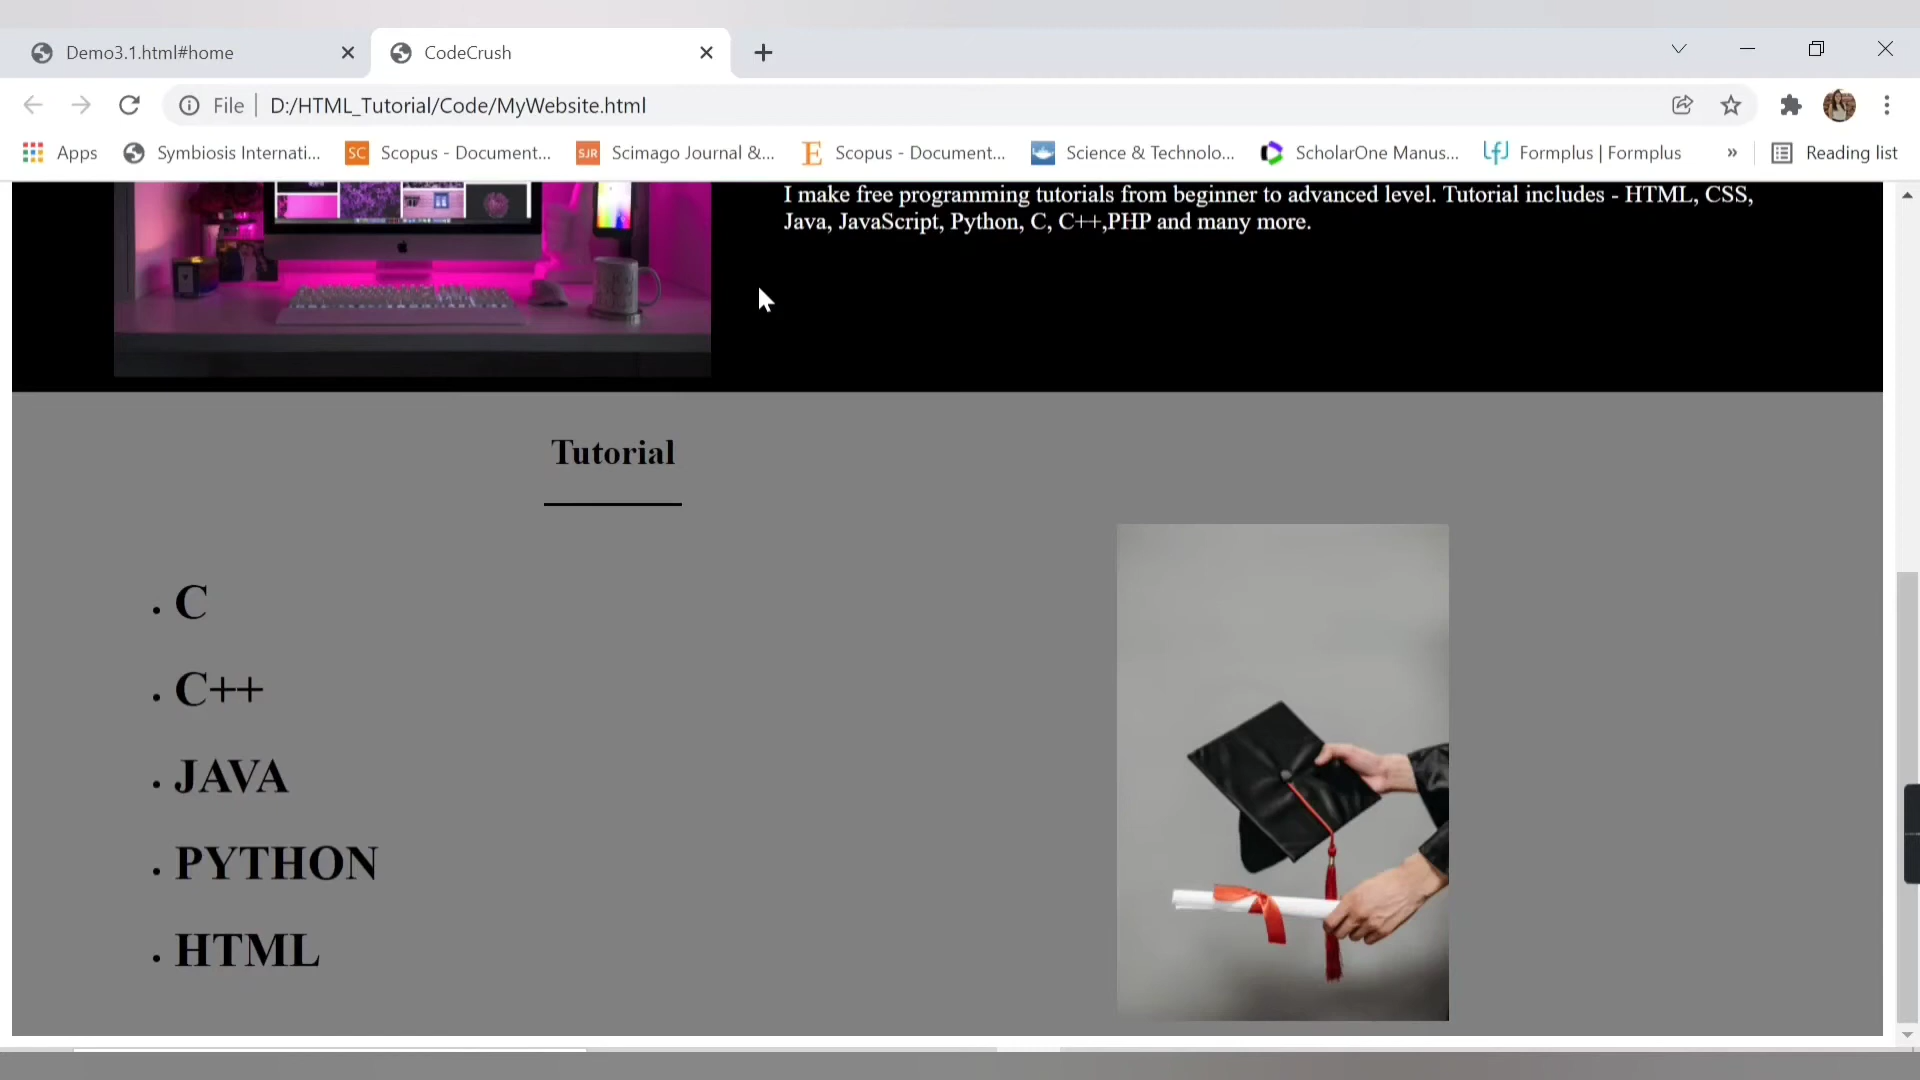 Demo3.1.html#home
CodeCrush
File
D:/HTML_Tutorial/Code/MyWebsite.html
Apps
Symbiosis Internati...
SC
Scopus - Document...
SJR
Scimago Journal &...
E
Scopus - Document...
Science & Technolo...
ScholarOne Manus...
Formplus | Formplus
»
Reading list
I make free programming tutorials from beginner to advanced level. Tutorial includes - HTML, CSS,
Java, JavaScript, Python, C, C++,PHP and many more.
Tutorial
• C
• C++
• JAVA
• PYTHON
• HTML